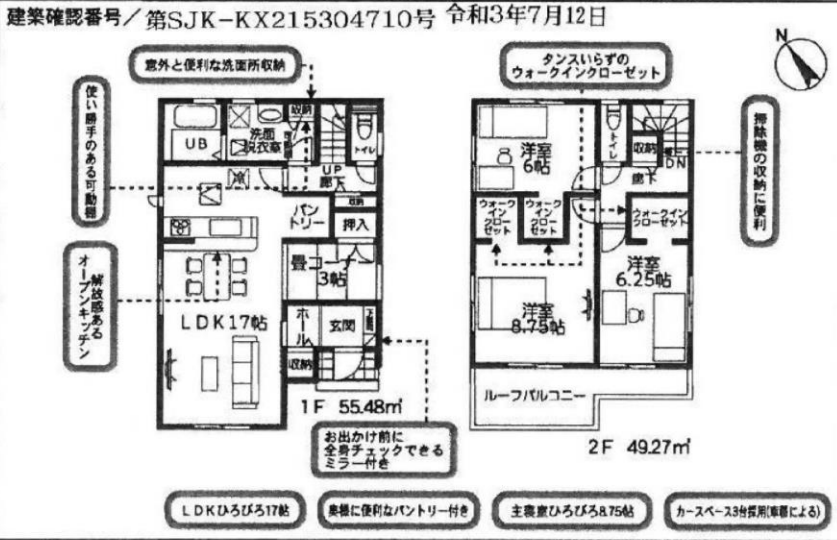 建築確認番号/第SJK-KX215304710号 令和3年7月12日
意外と便利な洗面所収納
タンスいらずの
ウォークインクローゼット
N
使い勝手のある可動棚
掃除機の収納に便利
解放感ある
オープンキッチン
UB
洗面
脱衣室
収納
可動棚
トイレ
UP
廊下
冷
パン
トリー
収納
押入
畳コーナー
3帖
LDK17帖
ホール
玄関
収納
1F 55.48㎡
お出かけ前に
全身チェックできる
ミラー付き
洋室
6帖
トイレ
収納
DN
廊下
ウォーク
イン
クロー
ゼット
ウォーク
イン
クロー
ゼット
ウォークイン
クローゼット
洋室
6.25帖
洋室
8.75帖
ルーフバルコニー
2F 49.27㎡
LDKひろびろ17帖
奥様に便利なパントリー付き
主寝室ひろびろ8.75帖
カースペース3台採用(車種による)